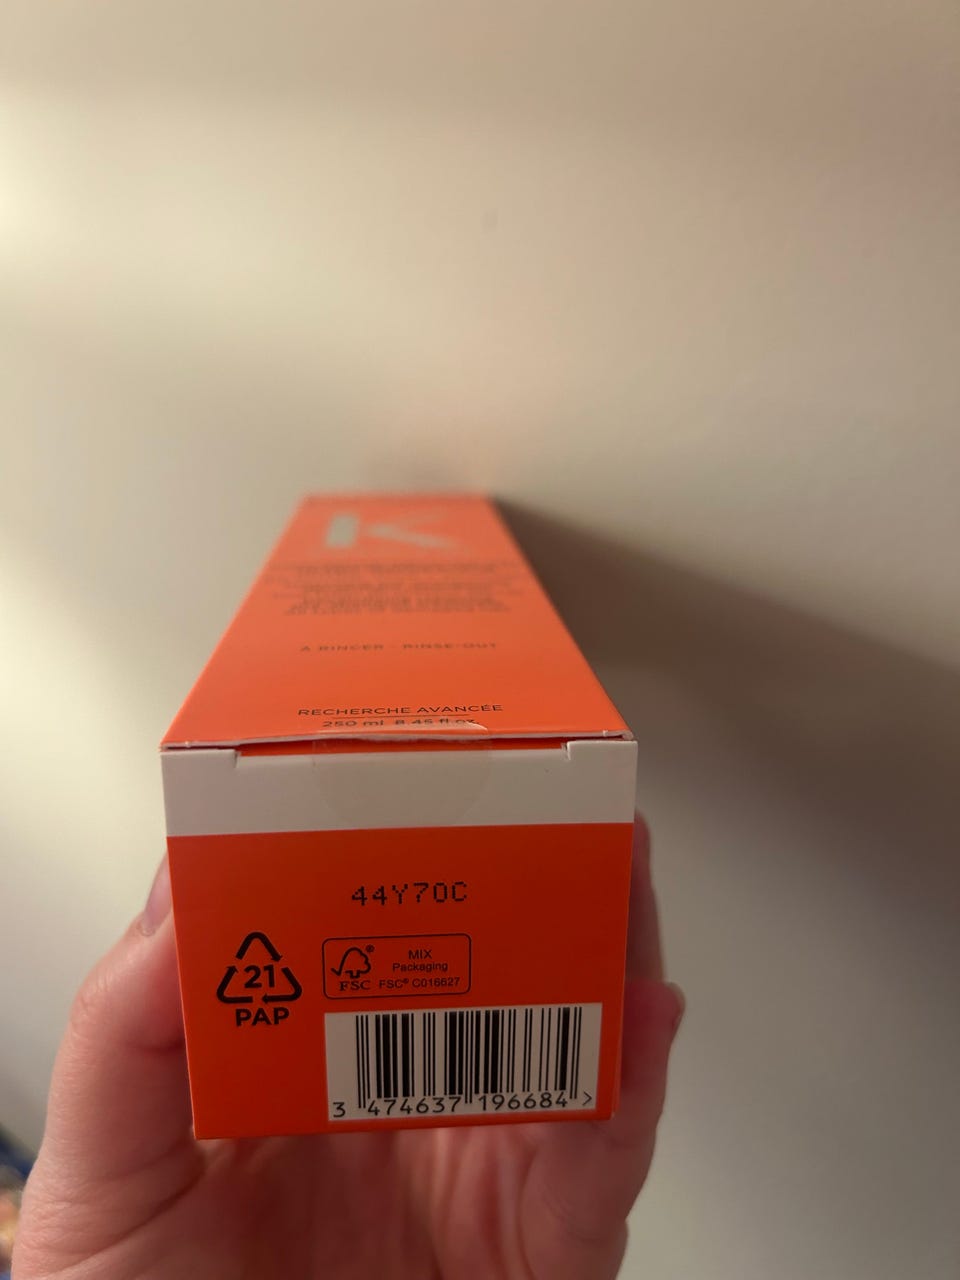 K
À RINCER - RINSE-OUT
RECHERCHE AVANCÉE
250 ml 8.45 fl.oz
44Y70C
21
PAP
FSC®
MIX
Packaging
FSC® C016627
3 474637 196684 >